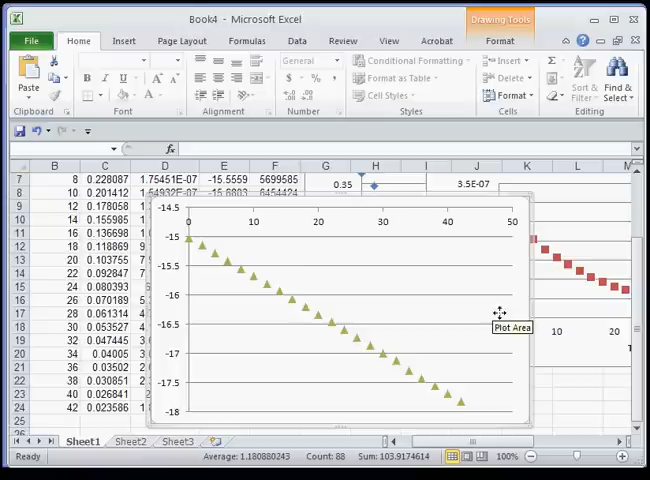 Book4 - Microsoft Excel
Drawing Tools
File Home Insert Page Layout Formulas Data Review View Acrobat Format
Paste
B I U
General
$ % ,
Conditional Formatting
Format as Table
Cell Styles
Insert
Delete
Format
Σ
Sort & Filter
Find & Select
Clipboard Font Alignment Number Styles Cells Editing
fx
B C D E F G H I J K L M
7 8 0.228087 1.75451E-07 -15.5559 5699585 0.35 3.5E-07
8 10 0.201412 1.54932E-07 -15.6803 6454424
9 12 0.178058
10 14 0.155985
11 16 0.136698
12 18 0.118869
13 20 0.103755
14 22 0.092847
15 24 0.080393
16 26 0.070189
17 28 0.061314
18 30 0.053527
19 32 0.047445
20 34 0.04005
21 36 0.03502
22 38 0.030851
23 40 0.026841
24 42 0.023586
25
26
-14.5
0 10 20 30 40 50
-15
-15.5
-16
-16.5
-17
-17.5
-18
Plot Area
10 20
Sheet1 Sheet2 Sheet3
Ready Average: 1.180880243 Count: 88 Sum: 103.9174614 100%